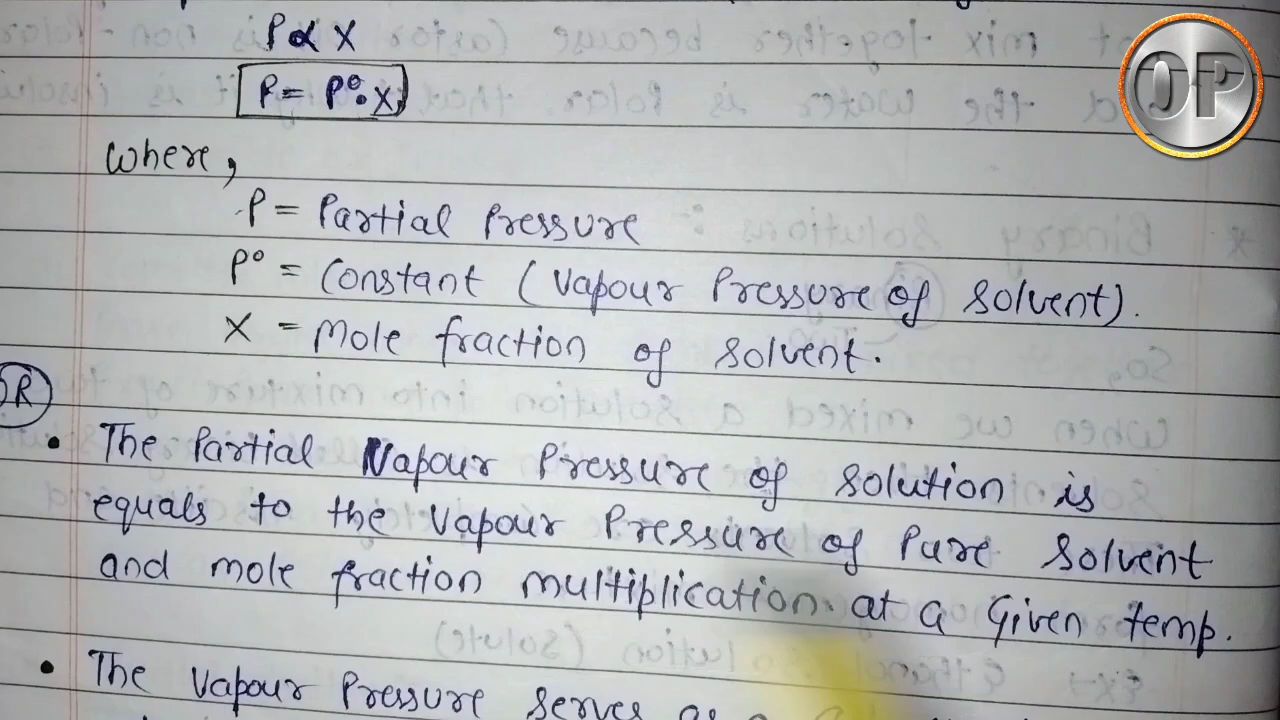 P α X
P = P°. X
where,
P = Partial Pressure
P° = Constant (Vapour Pressure of Solvent).
X = Mole fraction of solvent.
OR
• The Partial Vapour Pressure of solution is
equals to the Vapour Pressure of Pure Solvent
and mole fraction multiplication. at a Given temp.
• The Vapour Pressure serves as a
OP